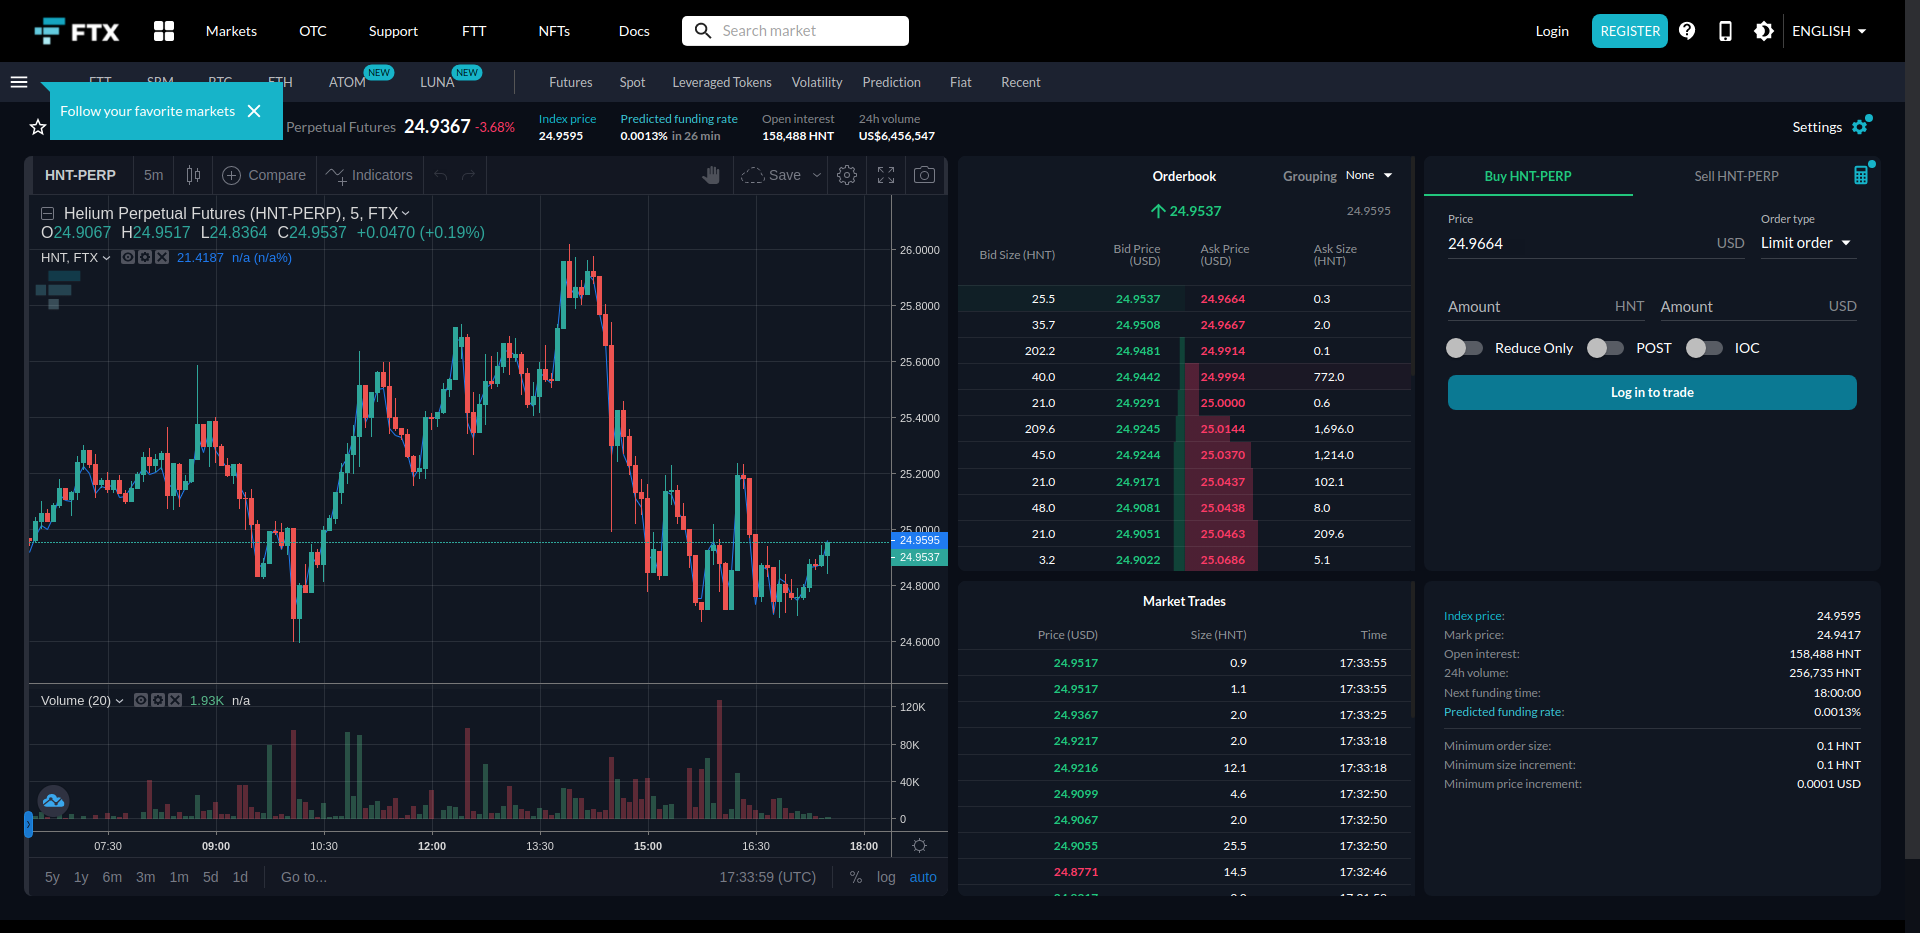 FTX Markets OTC Support FTT NFTs Docs Search market Login REGISTER ENGLISH
ATOM NEW LUNA NEW Futures Spot Leveraged Tokens Volatility Prediction Fiat Recent
Follow your favorite markets
Perpetual Futures 24.9367 -3.68%
Index price 24.9595
Predicted funding rate 0.0013% in 26 min
Open interest 158,488 HNT
24h volume US$6,456,547
Settings
HNT-PERP 5m Compare Indicators Save
Helium Perpetual Futures (HNT-PERP), 5, FTX
O24.9067 H24.9517 L24.8364 C24.9537 +0.0470 (+0.19%)
HNT, FTX 21.4187 n/a (n/a%)
26.0000
25.8000
25.6000
25.4000
25.2000
25.0000
24.9595
24.9537
24.8000
24.6000
Volume (20) 1.93K n/a
120K
80K
40K
0
07:30 09:00 10:30 12:00 13:30 15:00 16:30 18:00
5y 1y 6m 3m 1m 5d 1d Go to... 17:33:59 (UTC) % log auto
Orderbook Grouping None
24.9537 24.9595
Bid Size (HNT) Bid Price (USD) Ask Price (USD) Ask Size (HNT)
25.5 24.9537 24.9664 0.3
35.7 24.9508 24.9667 2.0
202.2 24.9481 24.9914 0.1
40.0 24.9442 24.9994 772.0
21.0 24.9291 25.0000 0.6
209.6 24.9245 25.0144 1,696.0
45.0 24.9244 25.0370 1,214.0
21.0 24.9171 25.0437 102.1
48.0 24.9081 25.0438 8.0
21.0 24.9051 25.0463 209.6
3.2 24.9022 25.0686 5.1
Market Trades
Price (USD) Size (HNT) Time
24.9517 0.9 17:33:55
24.9517 1.1 17:33:55
24.9367 2.0 17:33:25
24.9217 2.0 17:33:18
24.9216 12.1 17:33:18
24.9099 4.6 17:32:50
24.9067 2.0 17:32:50
24.9055 25.5 17:32:50
24.8771 14.5 17:32:46
Buy HNT-PERP Sell HNT-PERP
Price Order type
24.9664 USD Limit order
Amount HNT Amount USD
Reduce Only POST IOC
Log in to trade
Index price: 24.9595
Mark price: 24.9417
Open interest: 158,488 HNT
24h volume: 256,735 HNT
Next funding time: 18:00:00
Predicted funding rate: 0.0013%
Minimum order size: 0.1 HNT
Minimum size increment: 0.1 HNT
Minimum price increment: 0.0001 USD